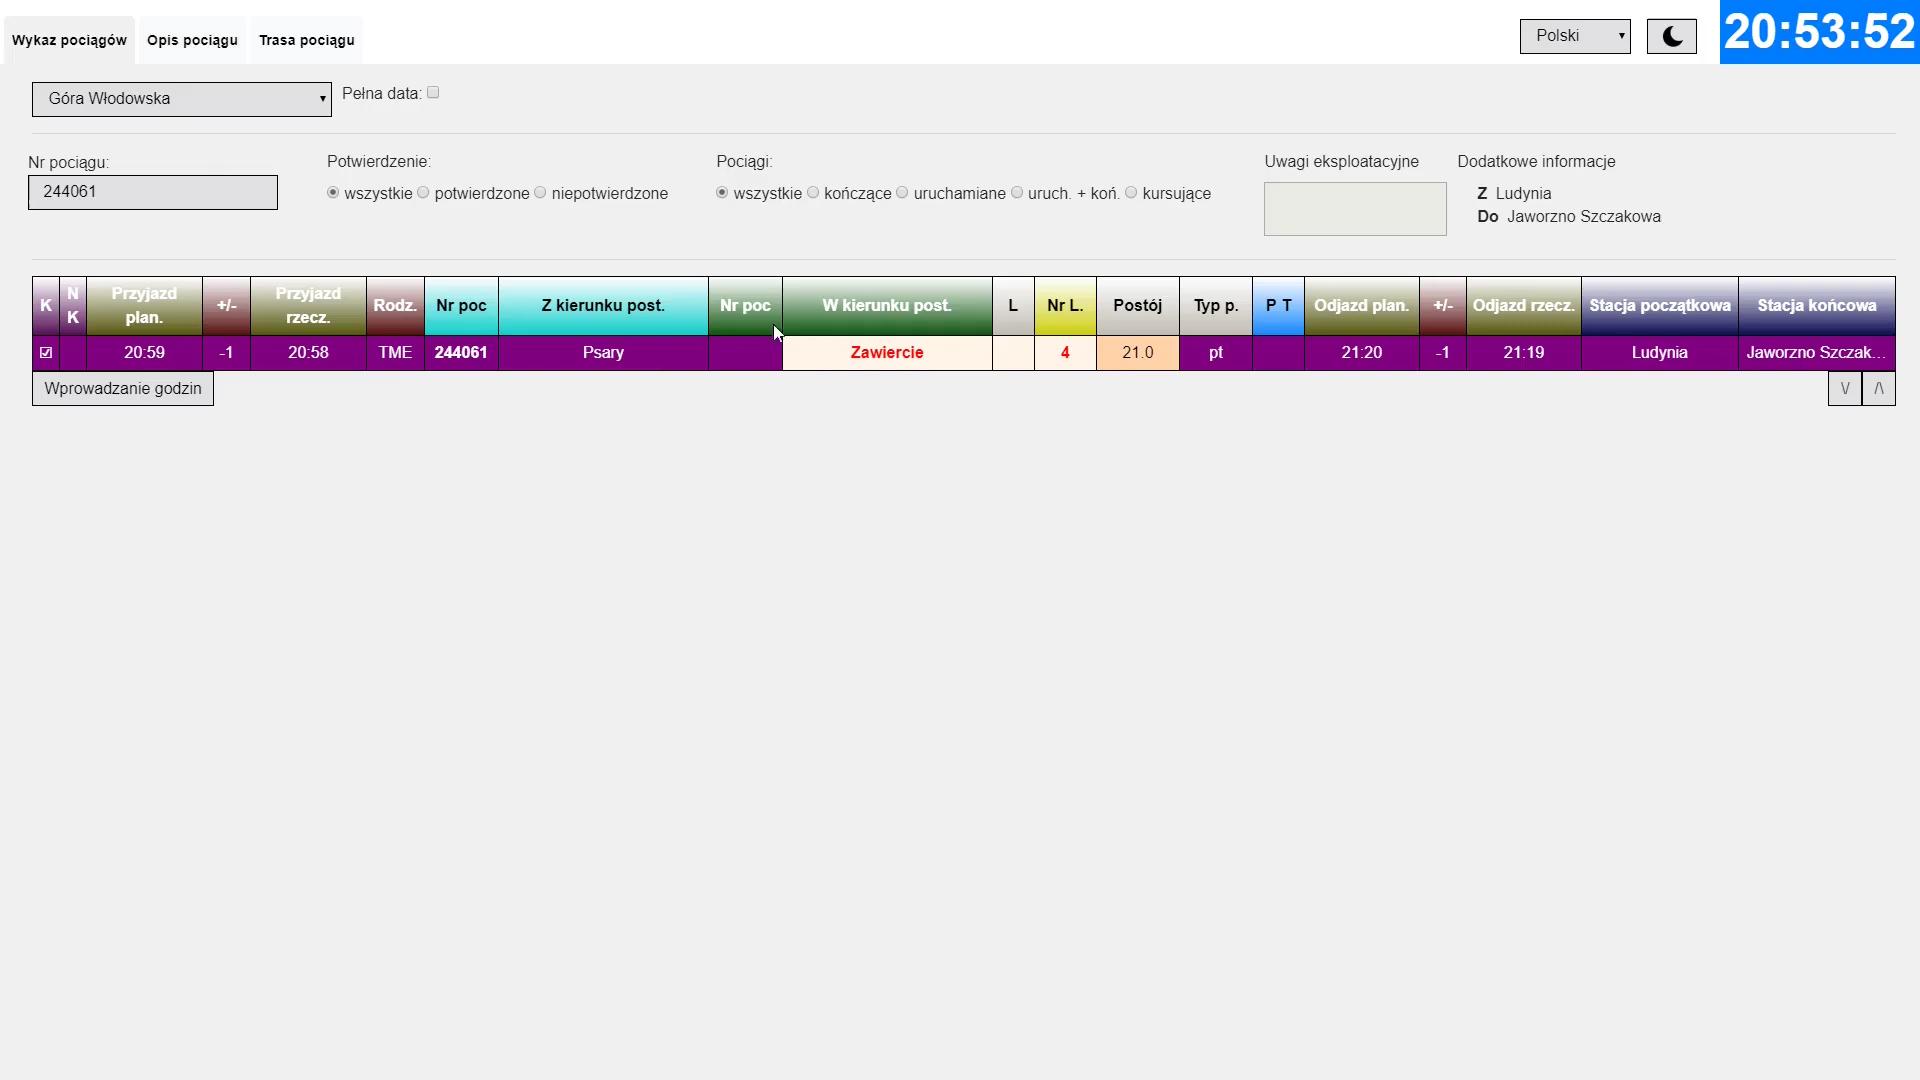 Wykaz pociągów Opis pociągu Trasa pociągu Polski 20:53:52
Góra Włodowska Pełna data:
Nr pociągu: Potwierdzenie: Pociągi: Uwagi eksploatacyjne Dodatkowe informacje
244061 wszystkie potwierdzone niepotwierdzone wszystkie kończące uruchamiane uruch. + koń. kursujące Z Ludynia
Do Jaworzno Szczakowa
K N K Przyjazd plan. +/- Przyjazd rzecz. Rodz. Nr poc Z kierunku post. Nr poc W kierunku post. L Nr L. Postój Typ p. P T Odjazd plan. +/- Odjazd rzecz. Stacja początkowa Stacja końcowa
20:59 -1 20:58 TME 244061 Psary Zawiercie 4 21.0 pt 21:20 -1 21:19 Ludynia Jaworzno Szczak...
Wprowadzanie godzin \/ /\